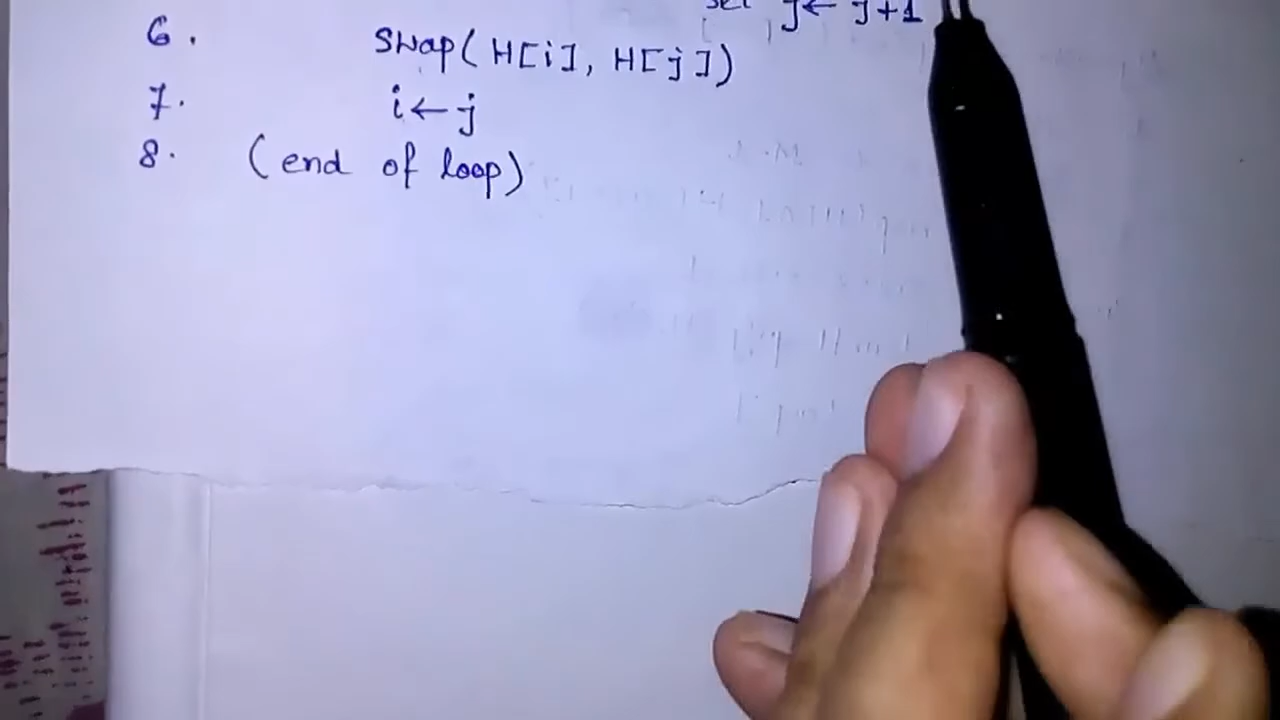 set j← j+1
6. Swap( H[i], H[j])
7. i←j
8. (end of loop)